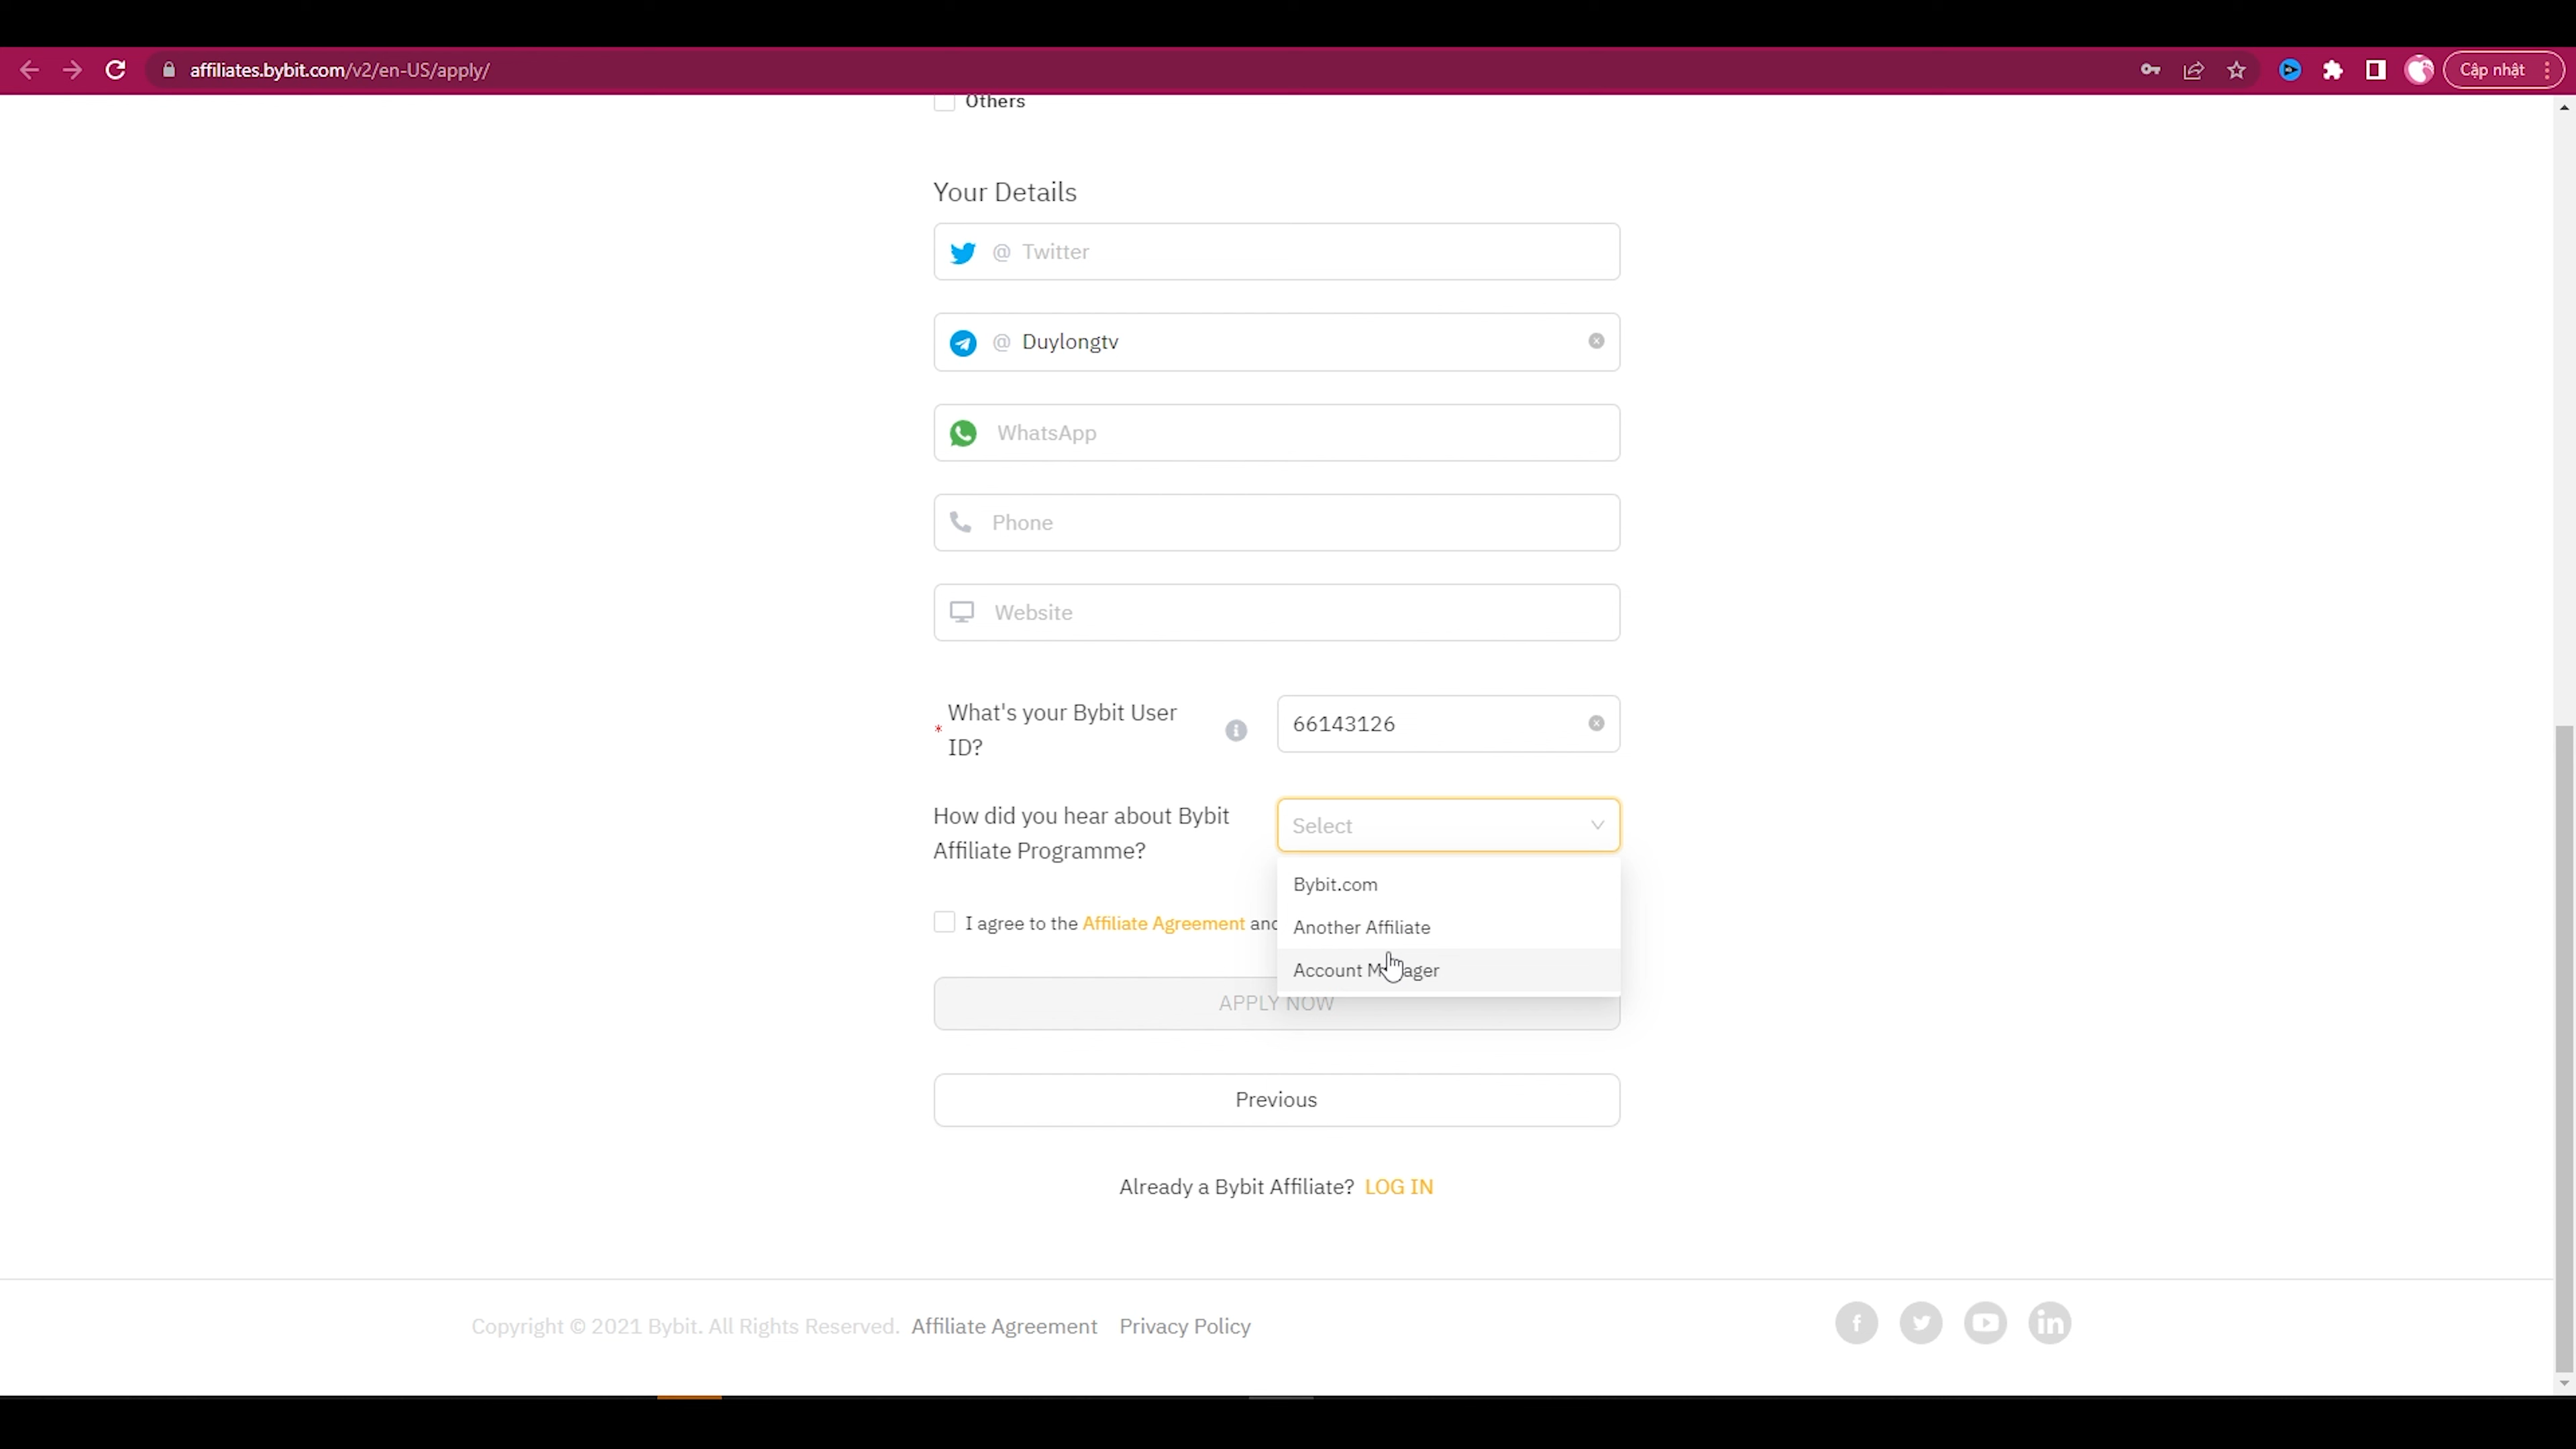 affiliates.bybit.com/v2/en-US/apply/
Cập nhật
Others
Your Details
@ Twitter
@ Duylongtv
WhatsApp
Phone
Website
* What's your Bybit User
ID?
66143126
How did you hear about Bybit
Affiliate Programme?
Select
Bybit.com
Another Affiliate
Account Manager
I agree to the Affiliate Agreement and
APPLY NOW
Previous
Already a Bybit Affiliate? LOG IN
Copyright © 2021 Bybit. All Rights Reserved. Affiliate Agreement Privacy Policy